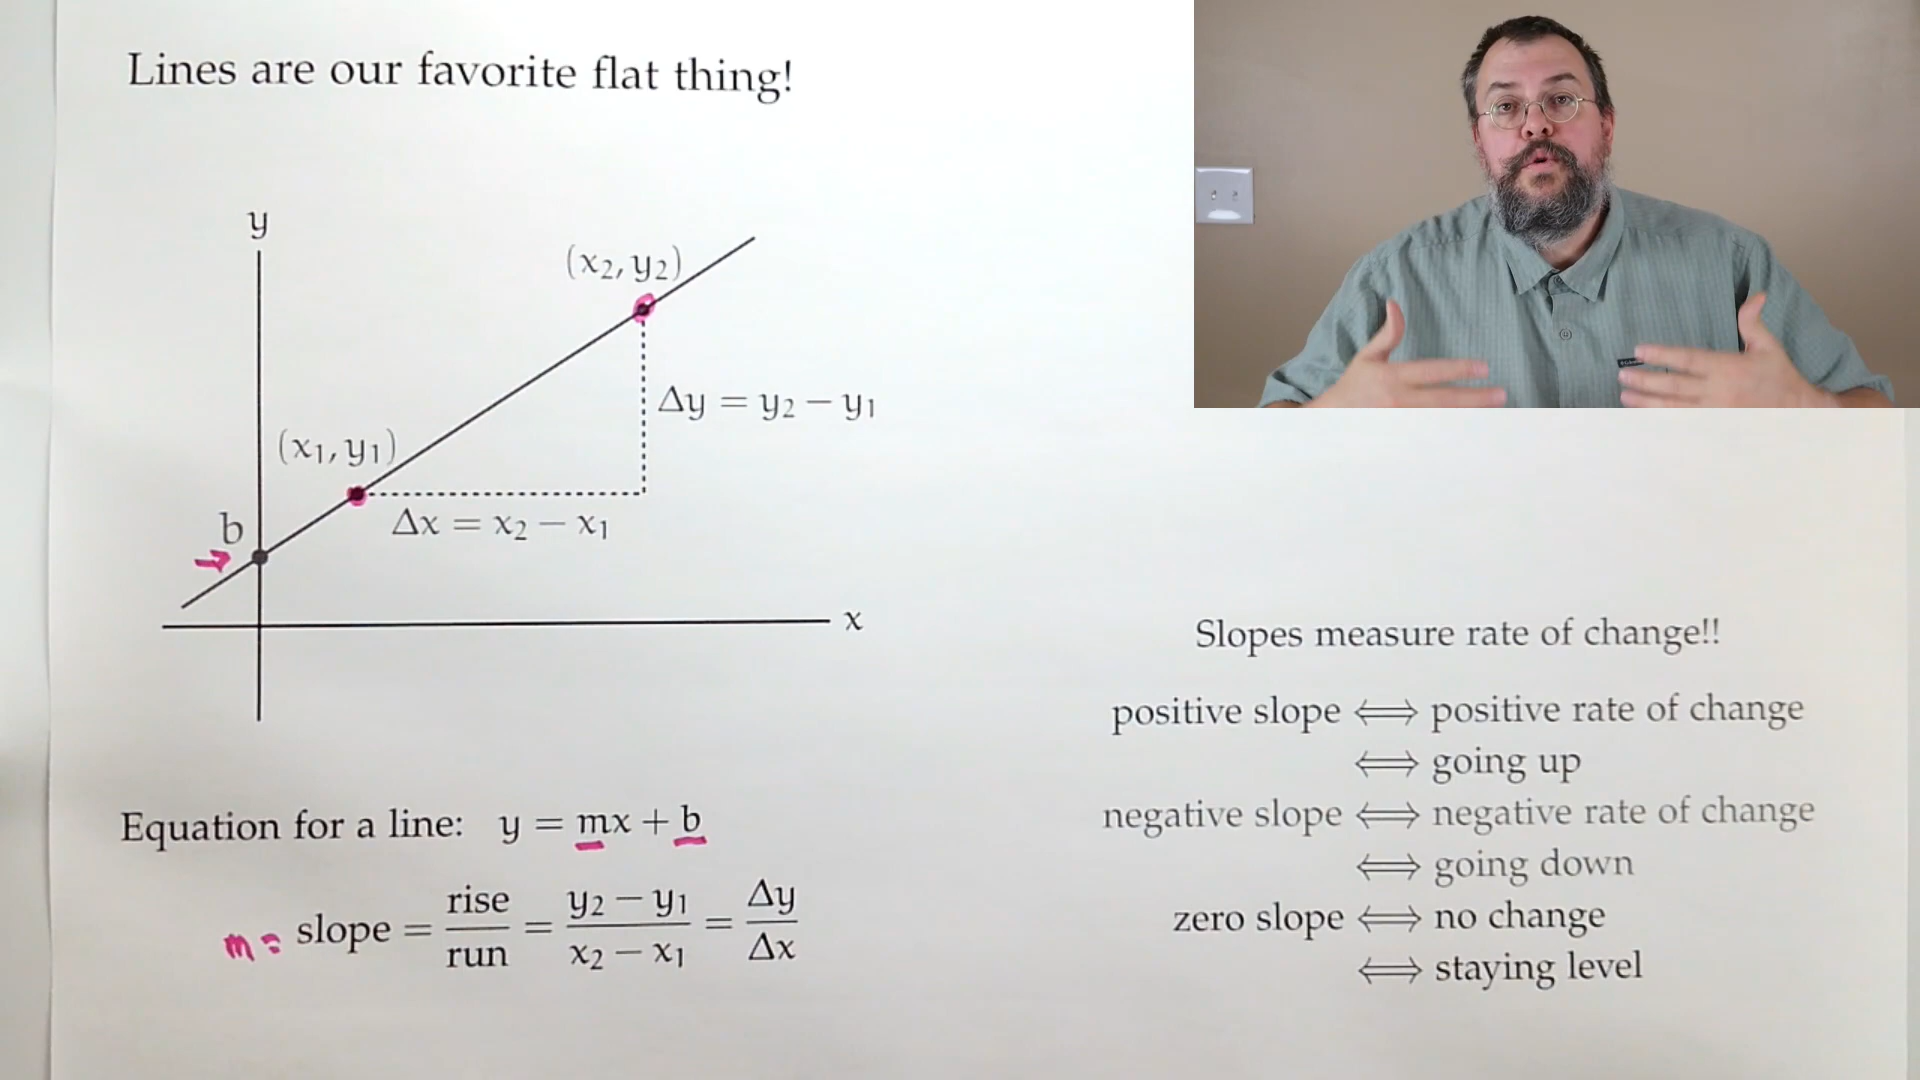 Lines are our favorite flat thing!
y
(x₂, y₂)
Δy = y₂ − y₁
(x₁, y₁)
b
Δx = x₂ − x₁
x
Equation for a line: y = mx + b
m = slope = rise/run = (y₂ − y₁)/(x₂ − x₁) = Δy/Δx
Slopes measure rate of change!!
positive slope ⟺ positive rate of change
⟺ going up
negative slope ⟺ negative rate of change
⟺ going down
zero slope ⟺ no change
⟺ staying level